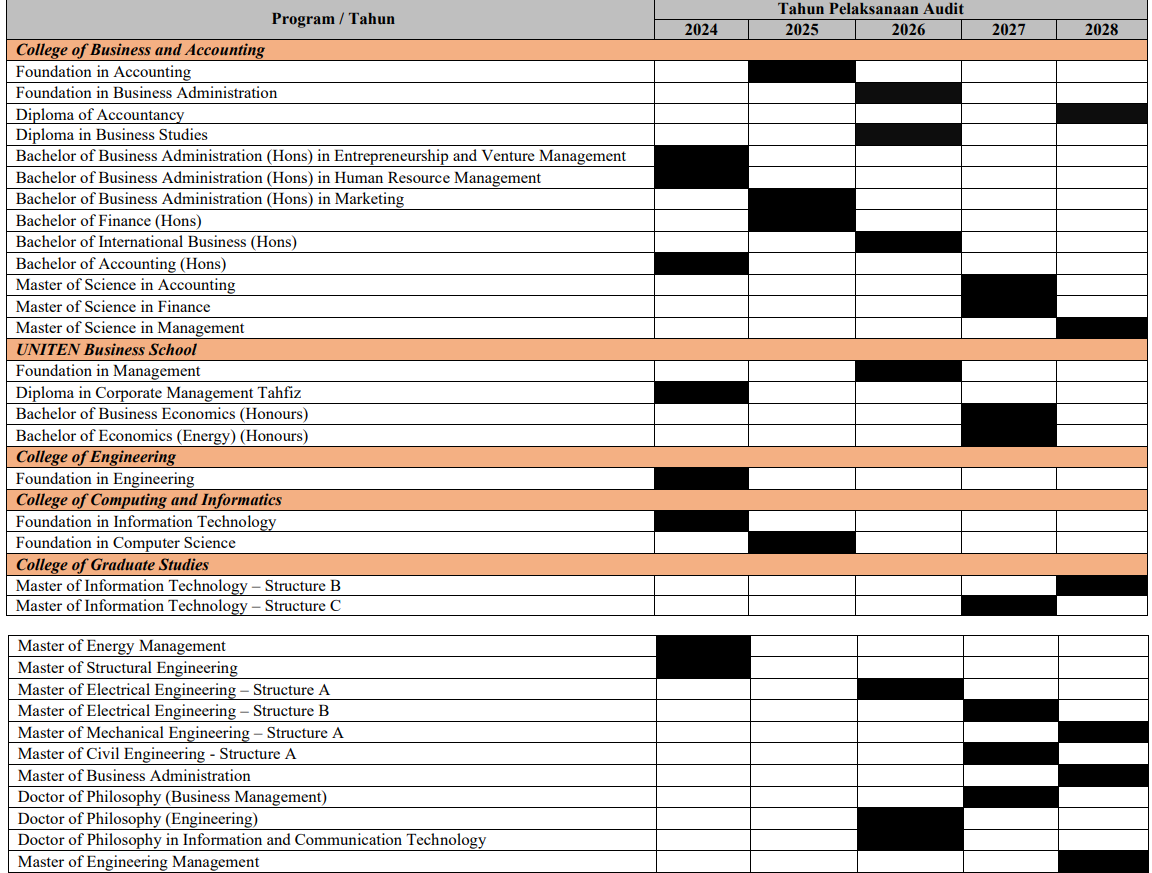 Program / Tahun
Tahun Pelaksanaan Audit
2024 2025 2026 2027 2028
College of Business and Accounting
Foundation in Accounting
Foundation in Business Administration
Diploma of Accountancy
Diploma in Business Studies
Bachelor of Business Administration (Hons) in Entrepreneurship and Venture Management
Bachelor of Business Administration (Hons) in Human Resource Management
Bachelor of Business Administration (Hons) in Marketing
Bachelor of Finance (Hons)
Bachelor of International Business (Hons)
Bachelor of Accounting (Hons)
Master of Science in Accounting
Master of Science in Finance
Master of Science in Management
UNITEN Business School
Foundation in Management
Diploma in Corporate Management Tahfiz
Bachelor of Business Economics (Honours)
Bachelor of Economics (Energy) (Honours)
College of Engineering
Foundation in Engineering
College of Computing and Informatics
Foundation in Information Technology
Foundation in Computer Science
College of Graduate Studies
Master of Information Technology – Structure B
Master of Information Technology – Structure C
Master of Energy Management
Master of Structural Engineering
Master of Electrical Engineering – Structure A
Master of Electrical Engineering – Structure B
Master of Mechanical Engineering – Structure A
Master of Civil Engineering - Structure A
Master of Business Administration
Doctor of Philosophy (Business Management)
Doctor of Philosophy (Engineering)
Doctor of Philosophy in Information and Communication Technology
Master of Engineering Management